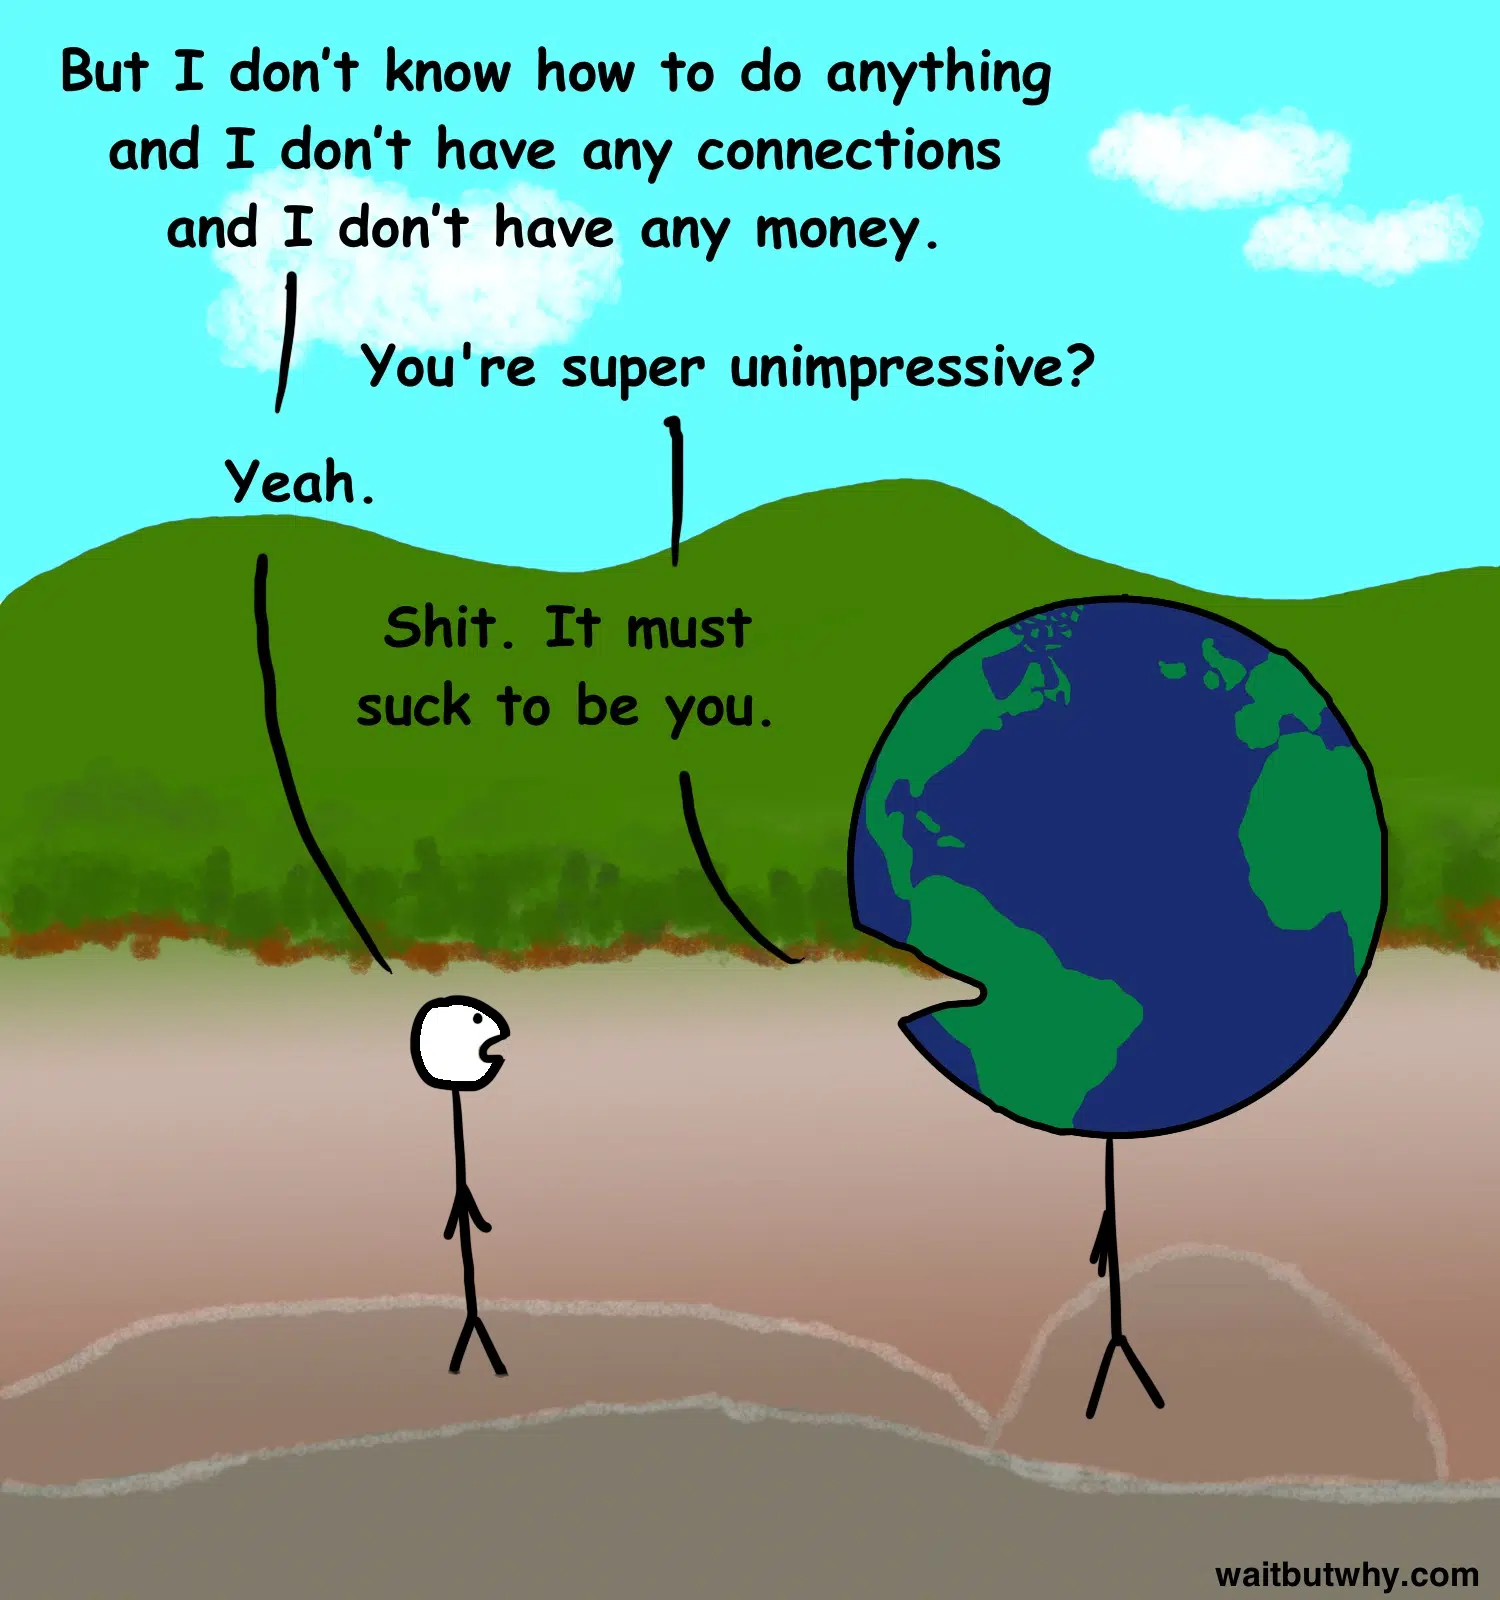 But I don't know how to do anything
and I don't have any connections
and I don't have any money.
You're super unimpressive?
Yeah.
Shit. It must
suck to be you.
waitbutwhy.com